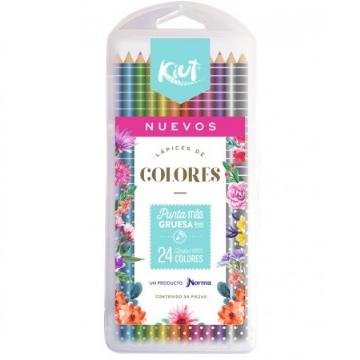 Kiut
NUEVOS
LÁPICES DE
COLORES
Punta más
GRUESA
24
COLORES
UN PRODUCTO Norma
CONTENIDO 24 PIEZAS